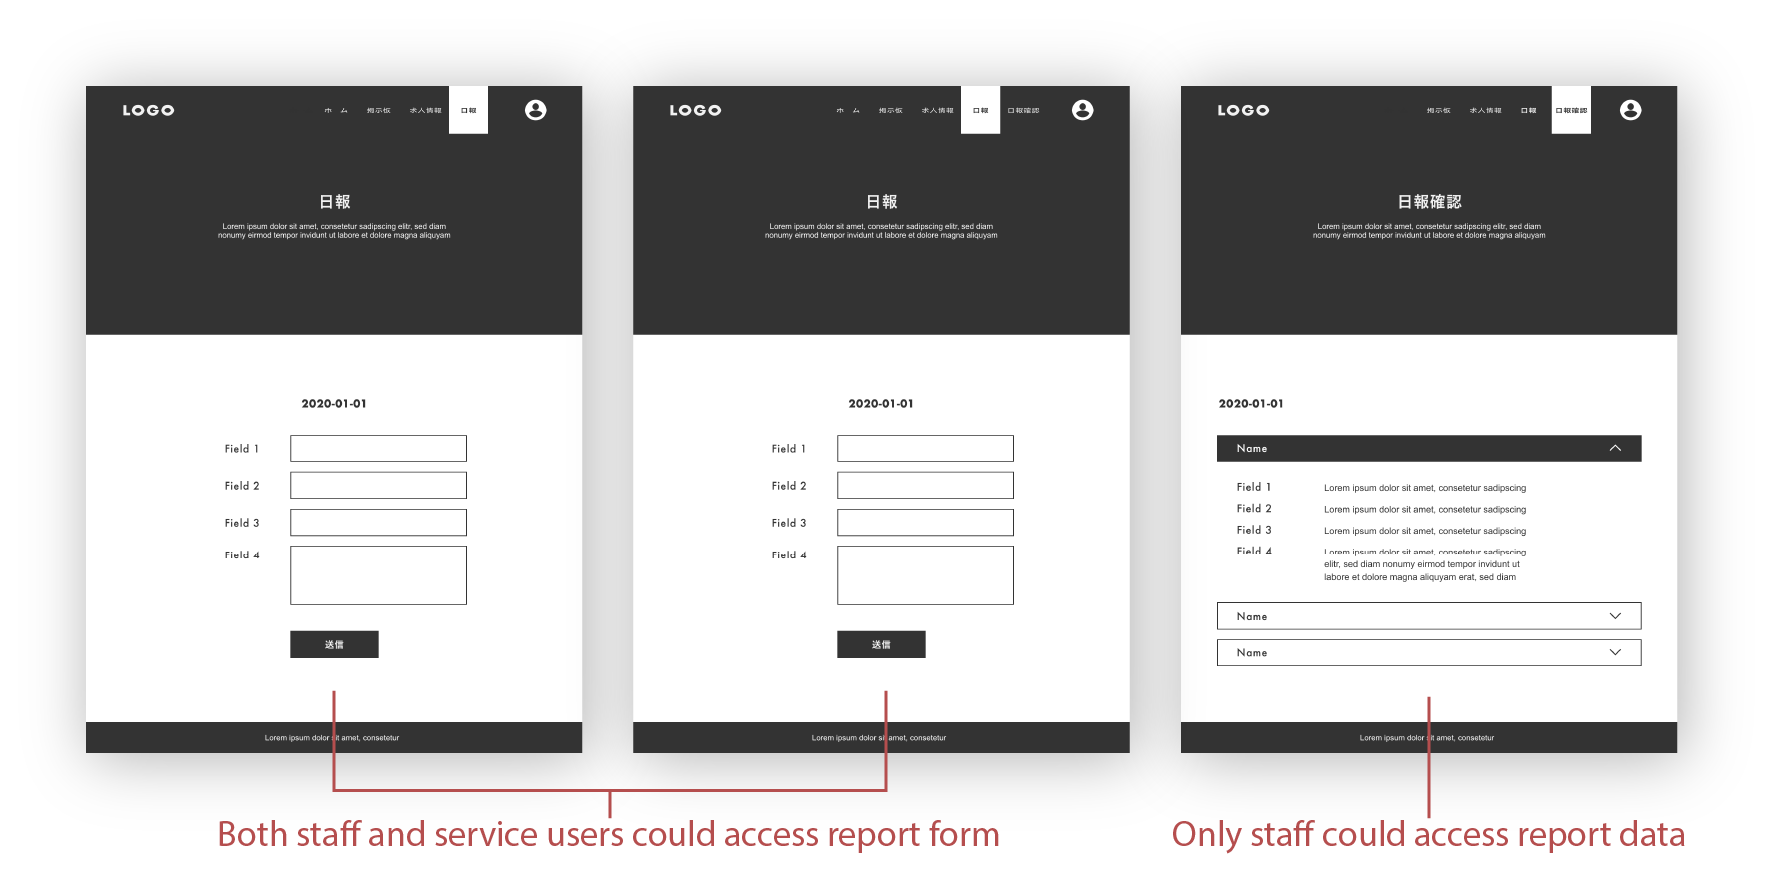 LOGO
ホーム 掲示板 求人情報 日報
日報
Lorem ipsum dolor sit amet, consetetur sadipscing elitr, sed diam
nonumy eirmod tempor invidunt ut labore et dolore magna aliquyam
2020-01-01
Field 1
Field 2
Field 3
Field 4
送信
Lorem ipsum dolor sit amet, consetetur
LOGO
ホーム 掲示板 求人情報 日報 日報確認
日報
Lorem ipsum dolor sit amet, consetetur sadipscing elitr, sed diam
nonumy eirmod tempor invidunt ut labore et dolore magna aliquyam
2020-01-01
Field 1
Field 2
Field 3
Field 4
送信
Lorem ipsum dolor sit amet, consetetur
LOGO
掲示板 求人情報 日報 日報確認
日報確認
Lorem ipsum dolor sit amet, consetetur sadipscing elitr, sed diam
nonumy eirmod tempor invidunt ut labore et dolore magna aliquyam
2020-01-01
Name
Field 1 Lorem ipsum dolor sit amet, consetetur sadipscing
Field 2 Lorem ipsum dolor sit amet, consetetur sadipscing
Field 3 Lorem ipsum dolor sit amet, consetetur sadipscing
Field 4 Lorem ipsum dolor sit amet, consetetur sadipscing
elitr, sed diam nonumy eirmod tempor invidunt ut
labore et dolore magna aliquyam erat, sed diam
Name
Name
Lorem ipsum dolor sit amet, consetetur
Both staff and service users could access report form
Only staff could access report data